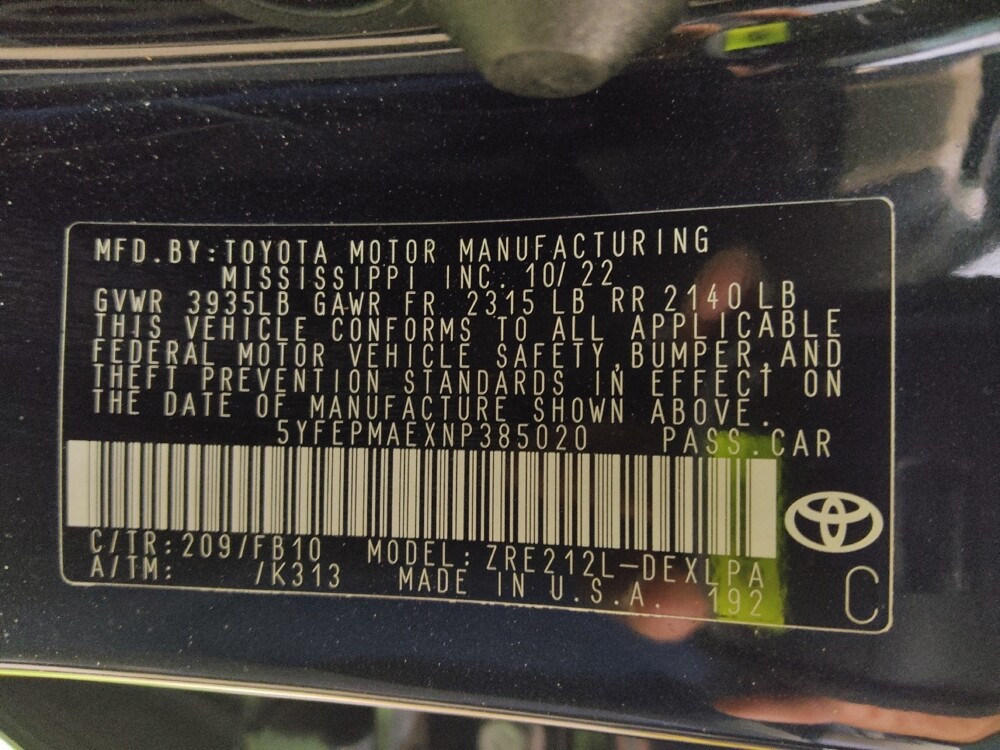 MFD.BY:TOYOTA MOTOR MANUFACTURING
MISSISSIPPI INC. 10/22
GVWR 3935LB GAWR FR 2315 LB RR 2140 LB
THIS VEHICLE CONFORMS TO ALL APPLICABLE
FEDERAL MOTOR VEHICLE SAFETY,BUMPER,AND
THEFT PREVENTION STANDARDS IN EFFECT ON
THE DATE OF MANUFACTURE SHOWN ABOVE.
5YFEPMAEXNP385020 PASS.CAR
C/TR:209/FB10 MODEL:ZRE212L-DEXLPA
A/TM: /K313 MADE IN U.S.A. 192
C